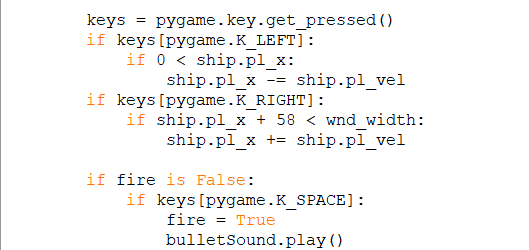 keys = pygame.key.get_pressed()
if keys[pygame.K_LEFT]:
if 0 < ship.pl_x:
ship.pl_x -= ship.pl_vel
if keys[pygame.K_RIGHT]:
if ship.pl_x + 58 < wnd_width:
ship.pl_x += ship.pl_vel
if fire is False:
if keys[pygame.K_SPACE]:
fire = True
bulletSound.play()